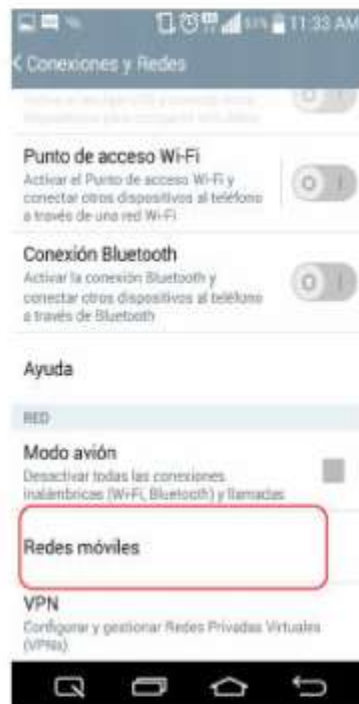 11:33 AM
< Conexiones y Redes
Punto de acceso Wi-Fi
Activar el Punto de acceso Wi-Fi y
conectar otros dispositivos al teléfono
a través de una red Wi-Fi
Conexión Bluetooth
Activar la conexión Bluetooth y
conectar otros dispositivos al teléfono
a través de Bluetooth
Ayuda
RED
Modo avión
Desactivar todas las conexiones
inalámbricas (Wi-Fi, Bluetooth) y llamadas
Redes móviles
VPN
Configurar y gestionar Redes Privadas Virtuales
(VPNs)